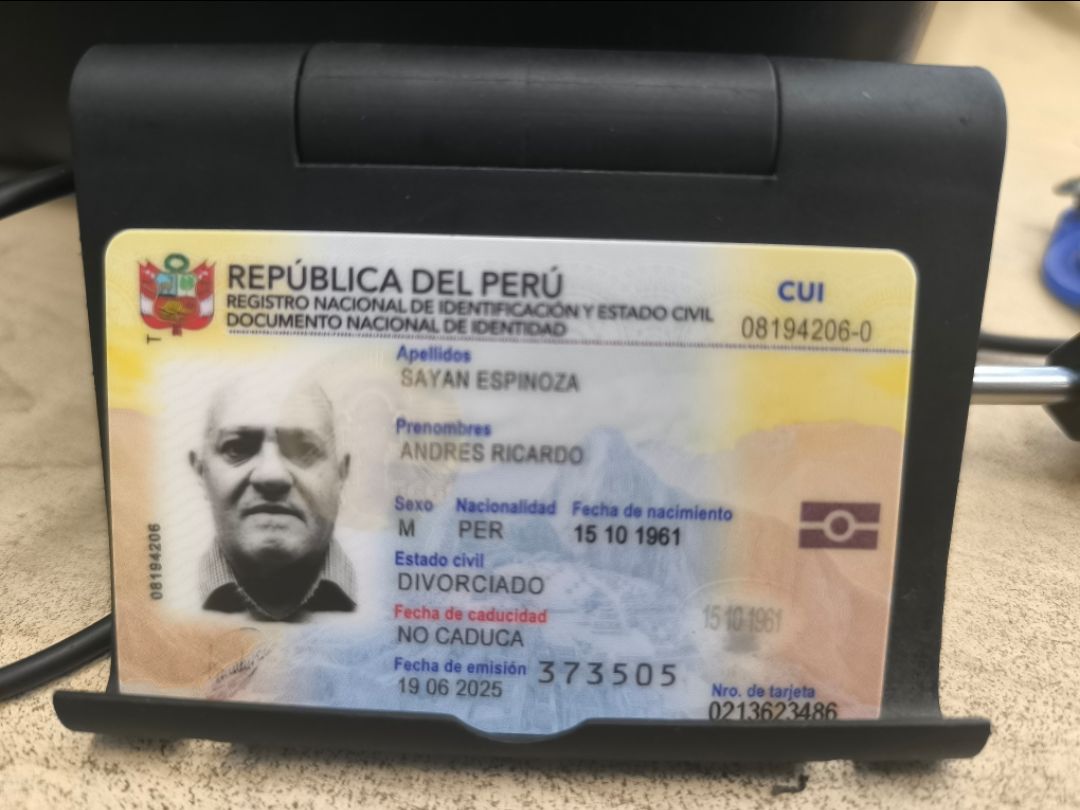 REPÚBLICA DEL PERÚ
REGISTRO NACIONAL DE IDENTIFICACIÓN Y ESTADO CIVIL
DOCUMENTO NACIONAL DE IDENTIDAD
CUI
08194206-0
T
Apellidos
SAYAN ESPINOZA
Prenombres
ANDRES RICARDO
Sexo Nacionalidad Fecha de nacimiento
M PER 15 10 1961
Estado civil
DIVORCIADO
Fecha de caducidad
NO CADUCA
15 10 1961
Fecha de emisión 373505
19 06 2025
Nro. de tarjeta
0213623486
08194206